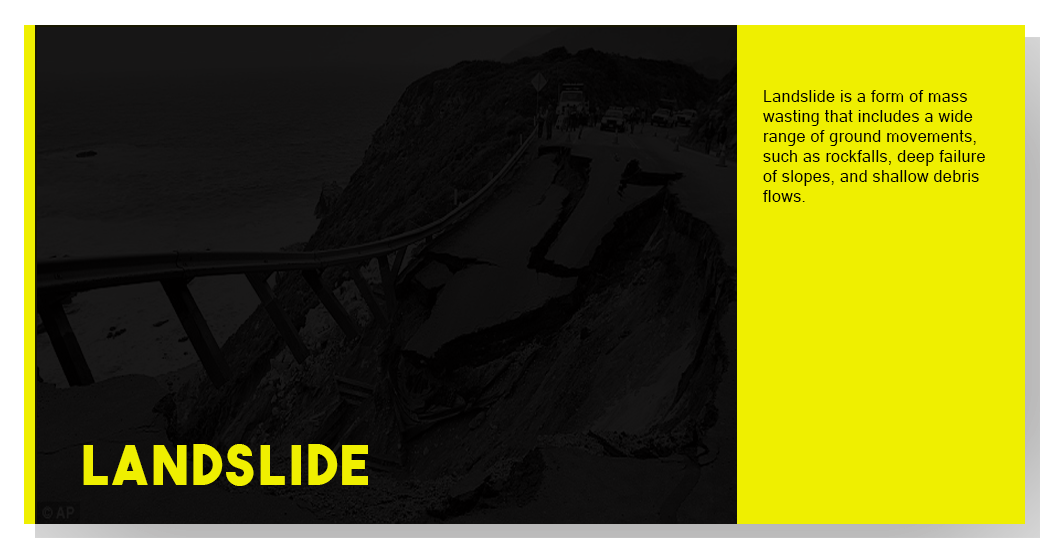 Landslide is a form of mass
wasting that includes a wide
range of ground movements,
such as rockfalls, deep failure
of slopes, and shallow debris
flows.
LANDSLIDE
© AP